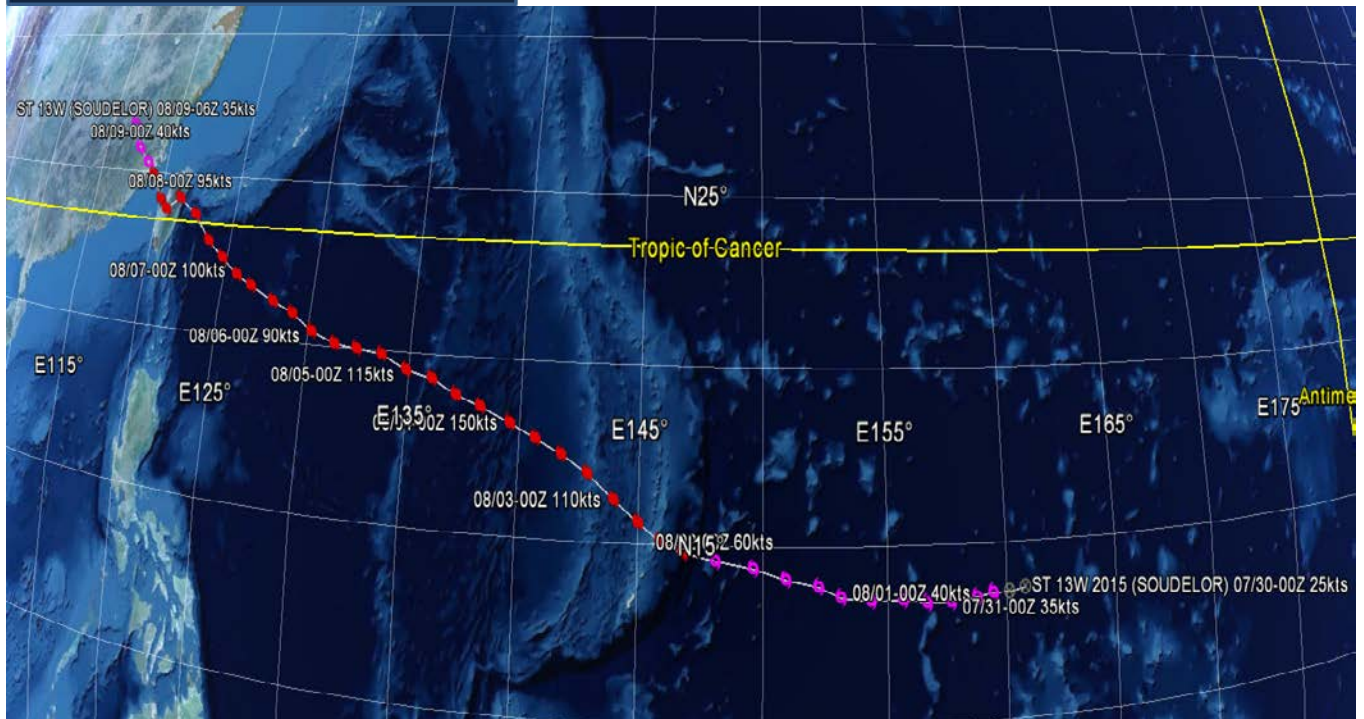 ST 13W (SOUDELOR) 08/09-06Z 35kts
08/09-00Z 40kts
08/08-00Z 95kts
N25°
Tropic of Cancer
08/07-00Z 100kts
08/06-00Z 90kts
E115°
08/05-00Z 115kts
E125°
E175°
Antime
E135°
150kts
E145°
E155°
E165°
08/03-00Z 110kts
N15°
60kts
08/01-00Z 40kts
ST 13W 2015 (SOUDELOR) 07/30-00Z 25kts
07/31-00Z 35kts